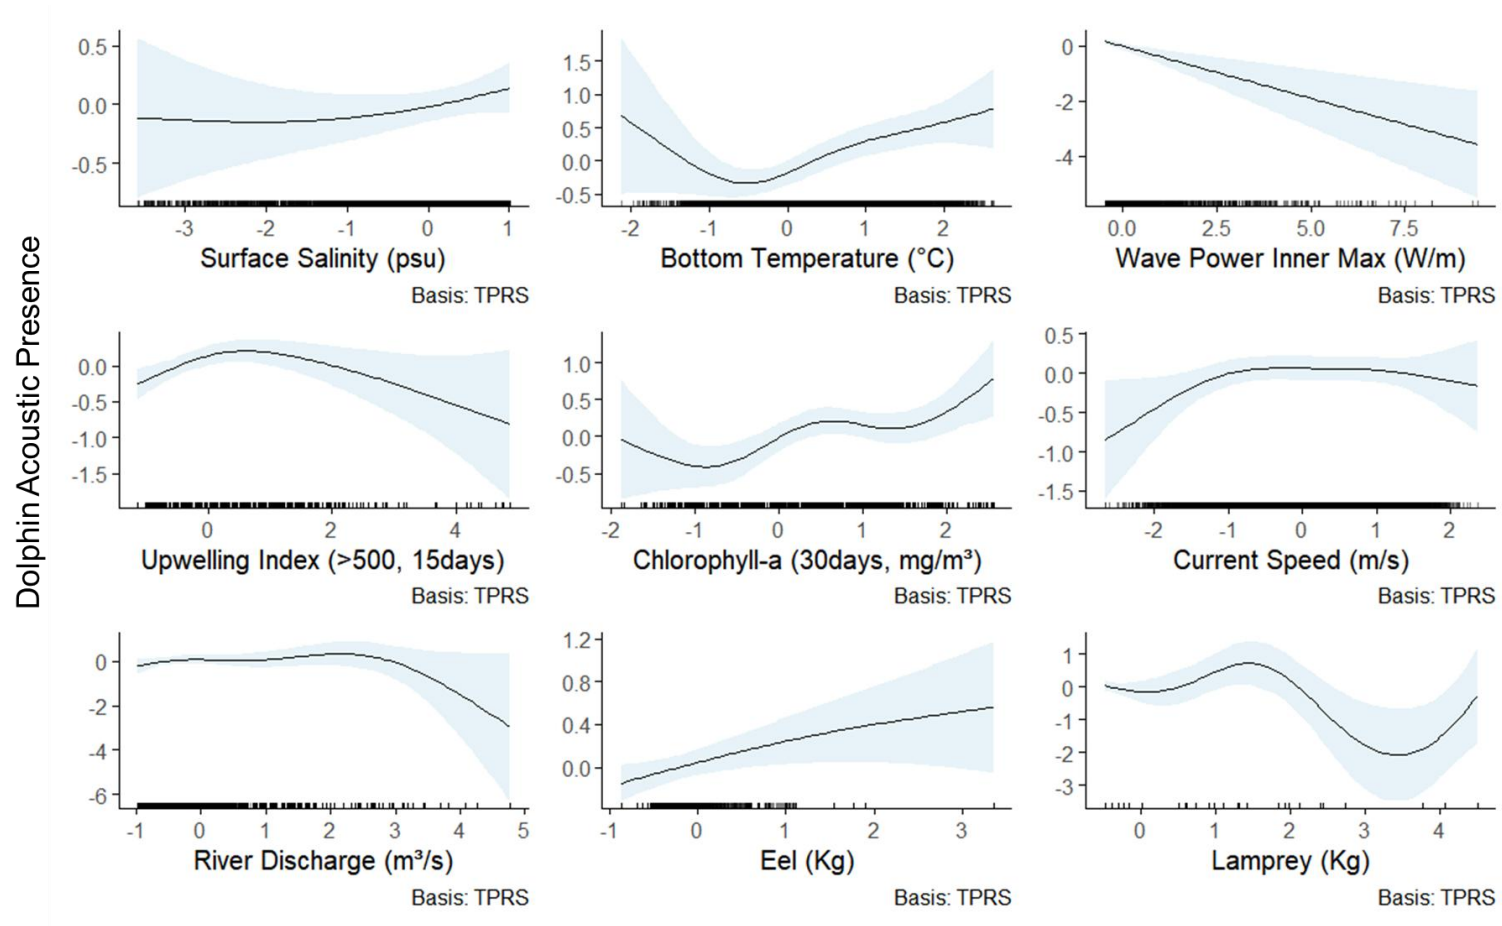 Dolphin Acoustic Presence
0.5
0.0
-0.5
-3 -2 -1 0 1
Surface Salinity (psu)
Basis: TPRS
1.5
1.0
0.5
0.0
-0.5
-2 -1 0 1 2
Bottom Temperature (°C)
Basis: TPRS
0
-2
-4
0.0 2.5 5.0 7.5
Wave Power Inner Max (W/m)
Basis: TPRS
0.0
-0.5
-1.0
-1.5
0 2 4
Upwelling Index (>500, 15days)
Basis: TPRS
1.0
0.5
0.0
-0.5
-2 -1 0 1 2
Chlorophyll-a (30days, mg/m³)
Basis: TPRS
0.5
0.0
-0.5
-1.0
-1.5
-2 -1 0 1 2
Current Speed (m/s)
Basis: TPRS
0
-2
-4
-6
-1 0 1 2 3 4 5
River Discharge (m³/s)
Basis: TPRS
1.2
0.8
0.4
0.0
-1 0 1 2 3
Eel (Kg)
Basis: TPRS
1
0
-1
-2
-3
0 1 2 3 4
Lamprey (Kg)
Basis: TPRS